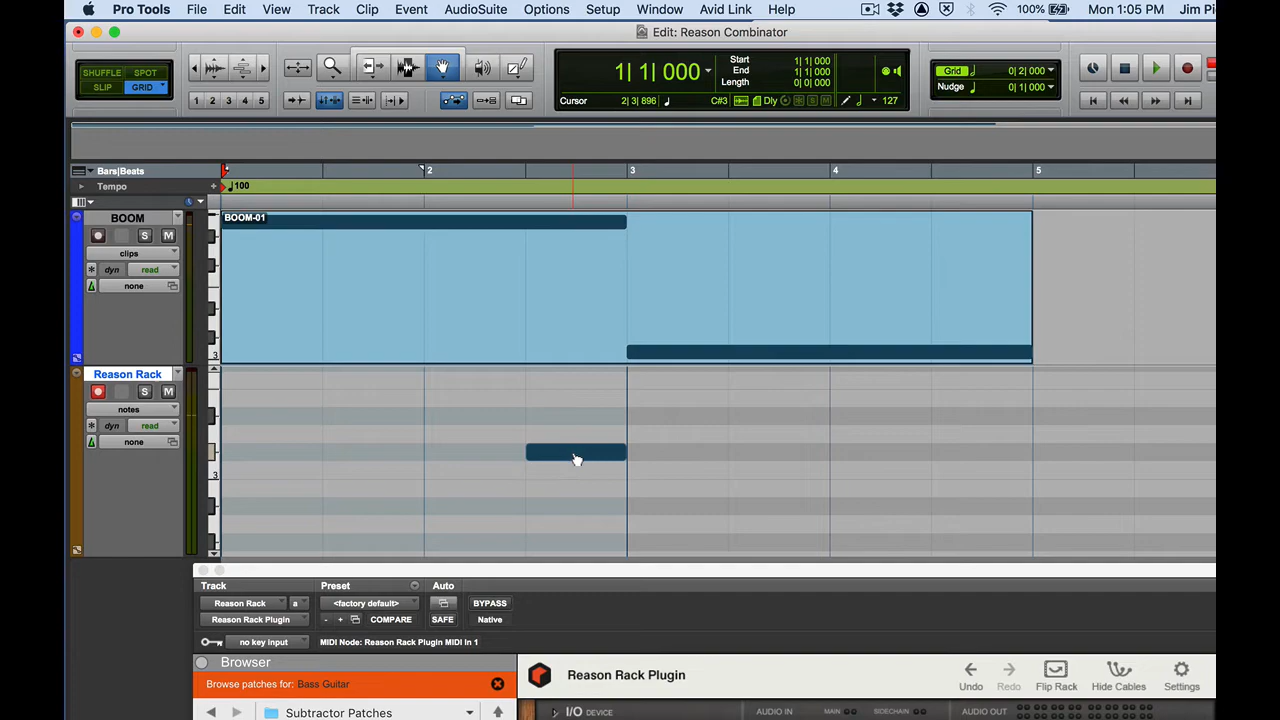 Pro Tools File Edit View Track Clip Event AudioSuite Options Setup Window Avid Link Help 100% Mon 1:05 PM Jim Pi
Edit: Reason Combinator
SHUFFLE SPOT
SLIP GRID
1 2 3 4 5
1| 1| 000
Start 1| 1| 000
End 1| 1| 000
Length 0| 0| 000
Cursor 2| 3| 896 C#3 Dly 127
Grid 0| 2| 000
Nudge 0| 1| 000
Bars|Beats 2 3 4 5
Tempo 100
BOOM
BOOM-01
S M
clips
dyn read
none
3
Reason Rack
S M
notes
dyn read
none
3
Track Preset Auto
Reason Rack a <factory default> BYPASS
Reason Rack Plugin - + COMPARE SAFE Native
no key input MIDI Node: Reason Rack Plugin MIDI In 1
Browser
Browse patches for: Bass Guitar
Subtractor Patches
Reason Rack Plugin
Undo Redo Flip Rack Hide Cables Settings
I/O DEVICE AUDIO IN MAIN SIDECHAIN AUDIO OUT